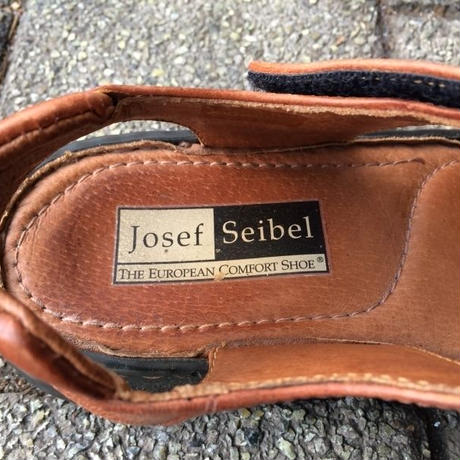 Josef Seibel
THE EUROPEAN COMFORT SHOE®